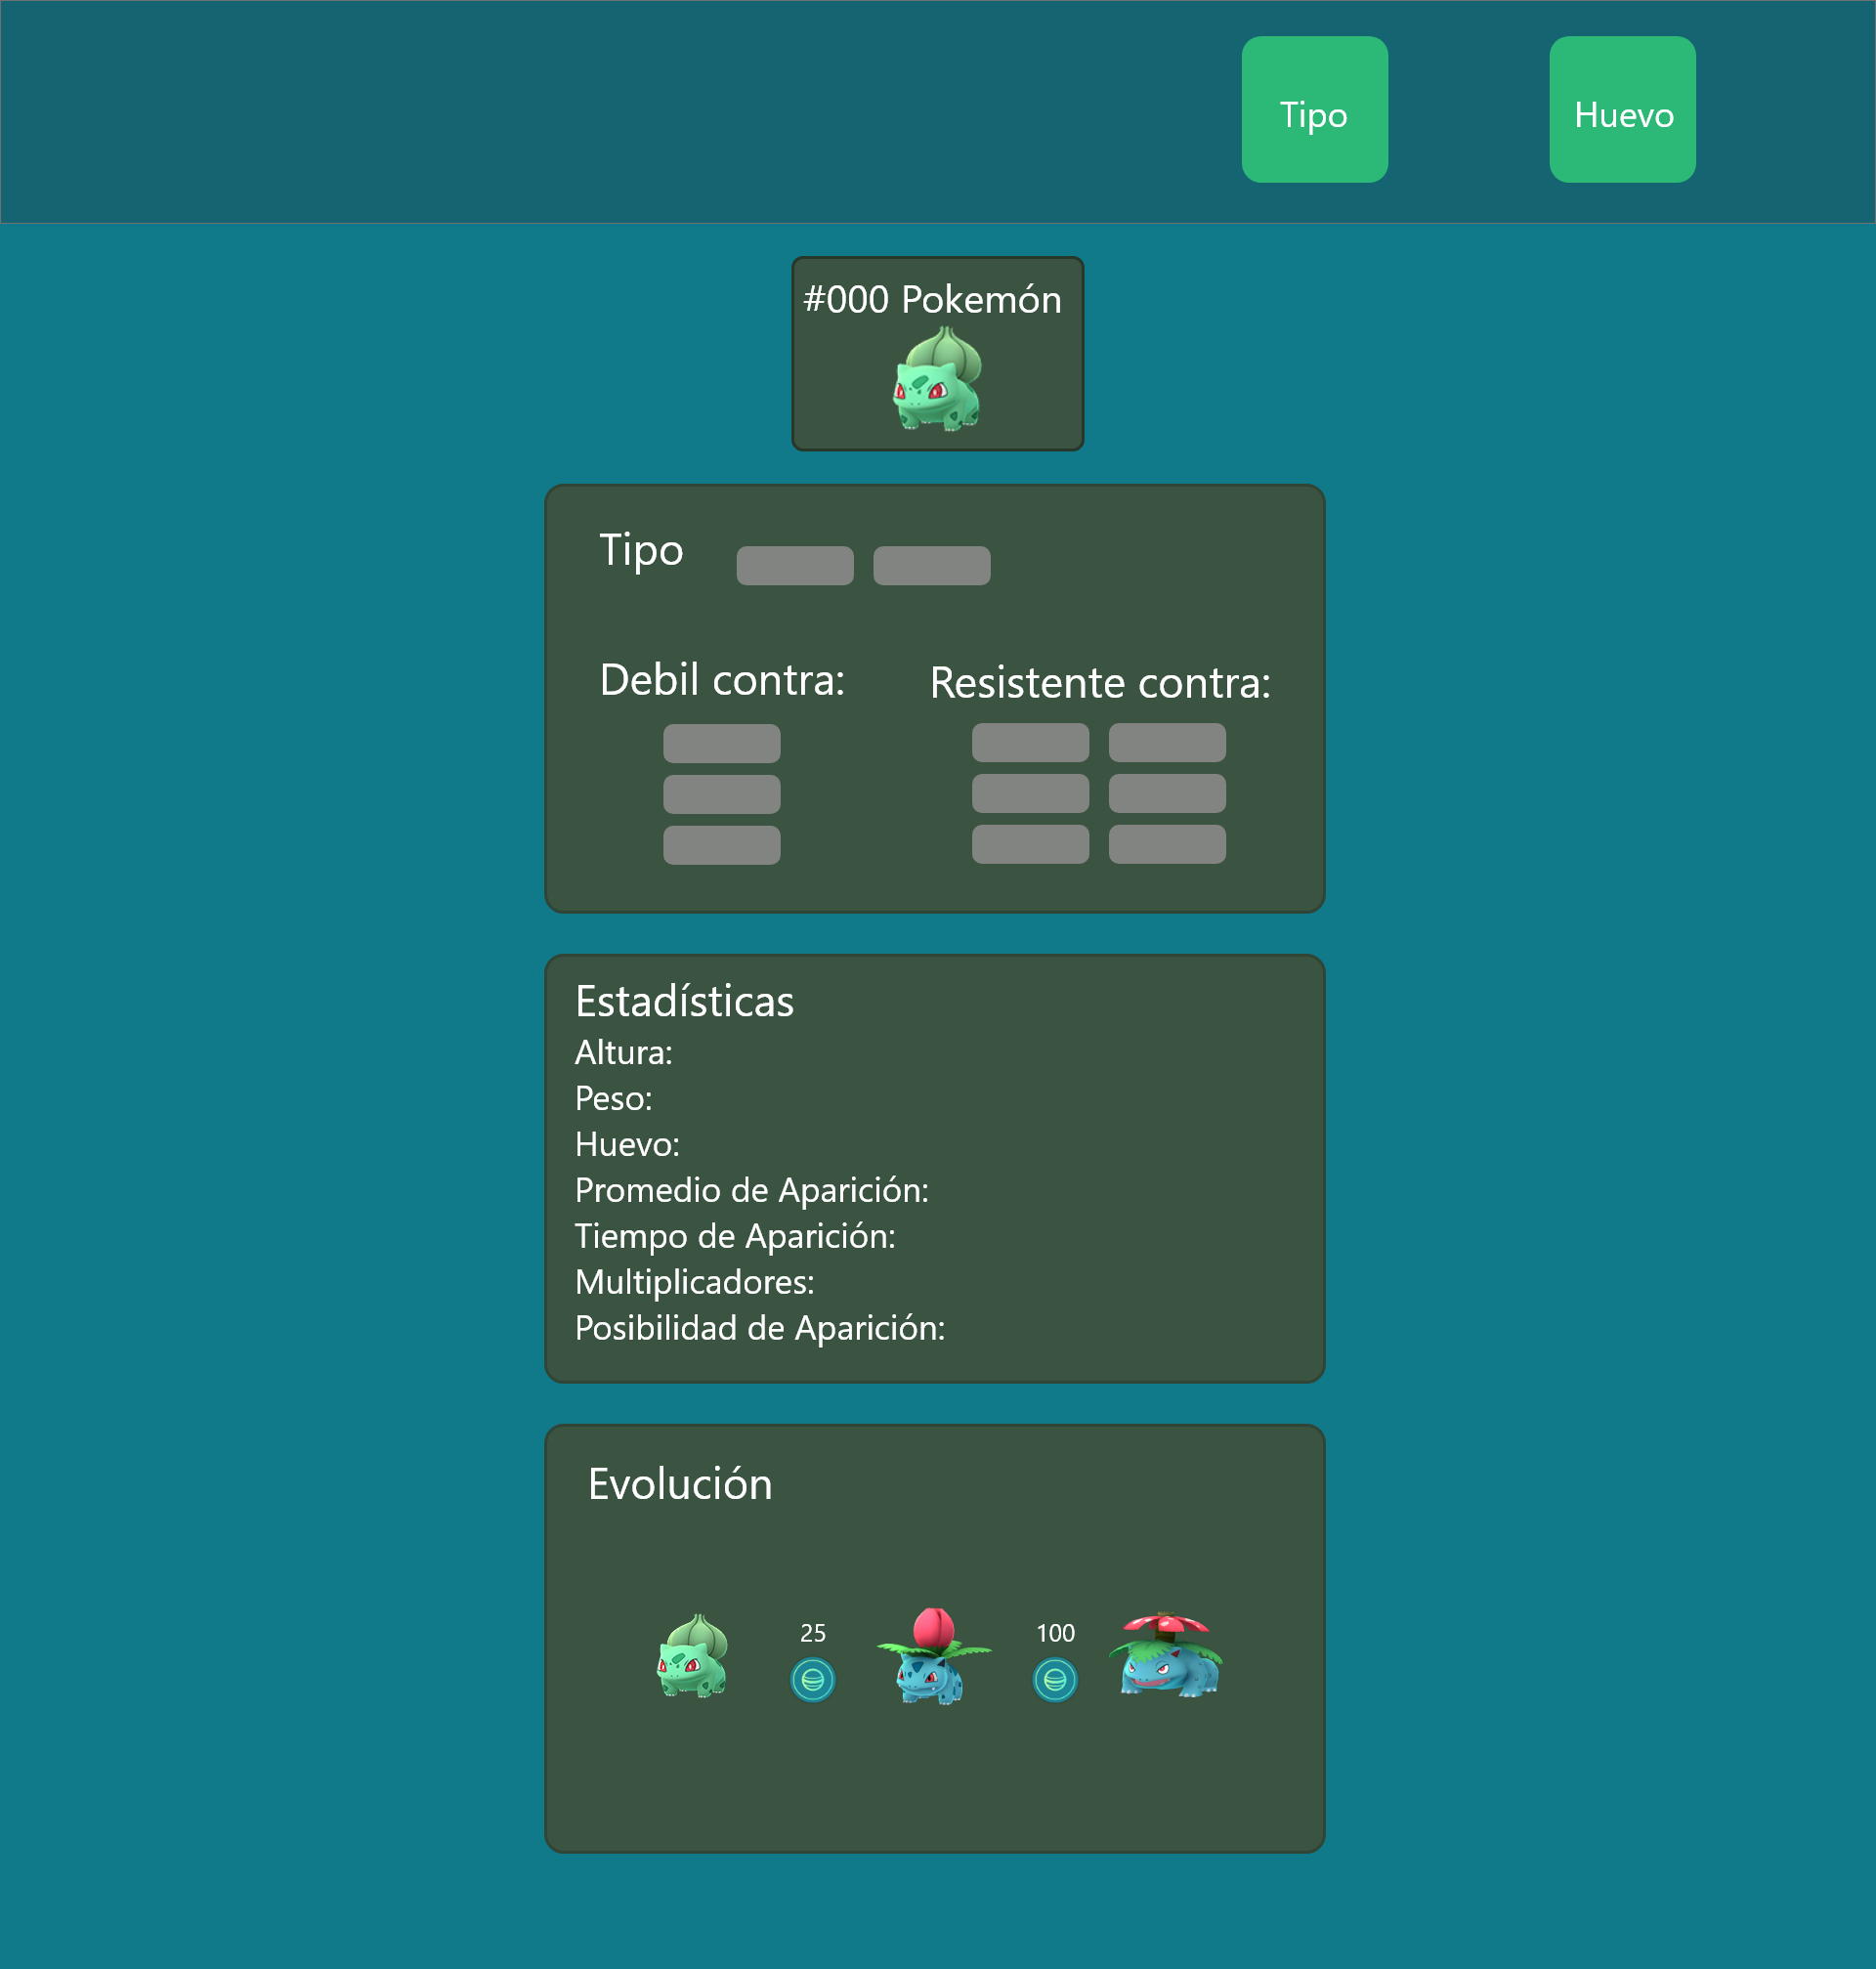 Tipo
Huevo
#000 Pokemón
Tipo
Debil contra:
Resistente contra:
Estadísticas
Altura:
Peso:
Huevo:
Promedio de Aparición:
Tiempo de Aparición:
Multiplicadores:
Posibilidad de Aparición:
Evolución
25
100